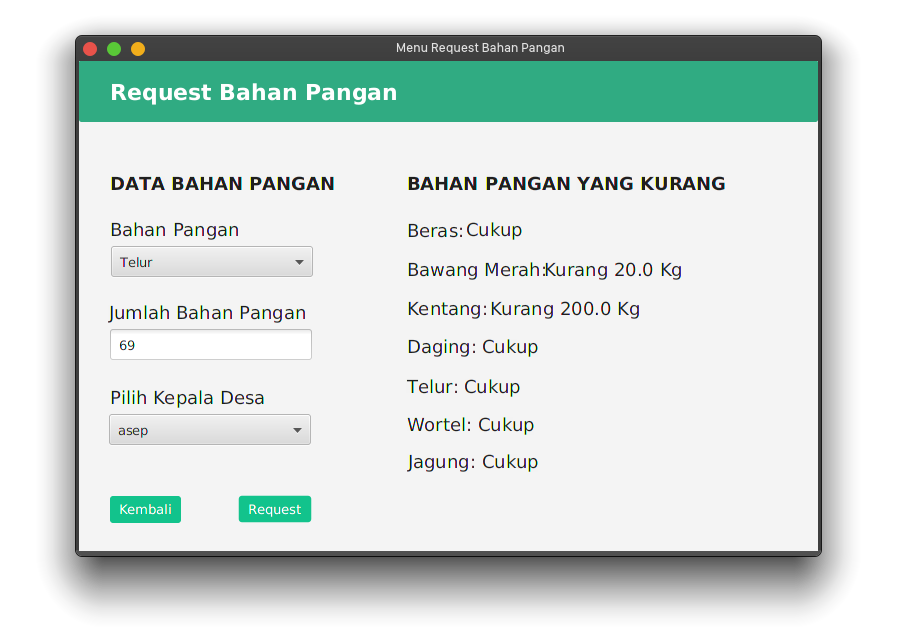 Menu Request Bahan Pangan
Request Bahan Pangan
DATA BAHAN PANGAN
Bahan Pangan
Telur
Jumlah Bahan Pangan
69
Pilih Kepala Desa
asep
Kembali
Request
BAHAN PANGAN YANG KURANG
Beras: Cukup
Bawang Merah: Kurang 20.0 Kg
Kentang: Kurang 200.0 Kg
Daging: Cukup
Telur: Cukup
Wortel: Cukup
Jagung: Cukup